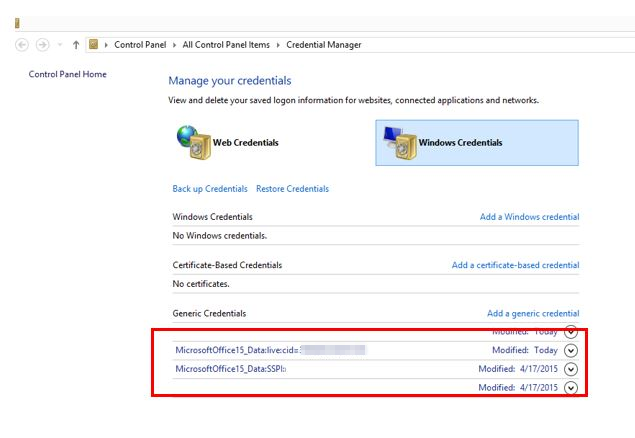 Control Panel ▸ All Control Panel Items ▸ Credential Manager
Control Panel Home
Manage your credentials
View and delete your saved logon information for websites, connected applications and networks.
Web Credentials
Windows Credentials
Back up Credentials Restore Credentials
Windows Credentials Add a Windows credential
No Windows credentials.
Certificate-Based Credentials Add a certificate-based credential
No certificates.
Generic Credentials Add a generic credential
Modified: Today
MicrosoftOffice15_Data:live:cid= Modified: Today
MicrosoftOffice15_Data:SSPI: Modified: 4/17/2015
Modified: 4/17/2015